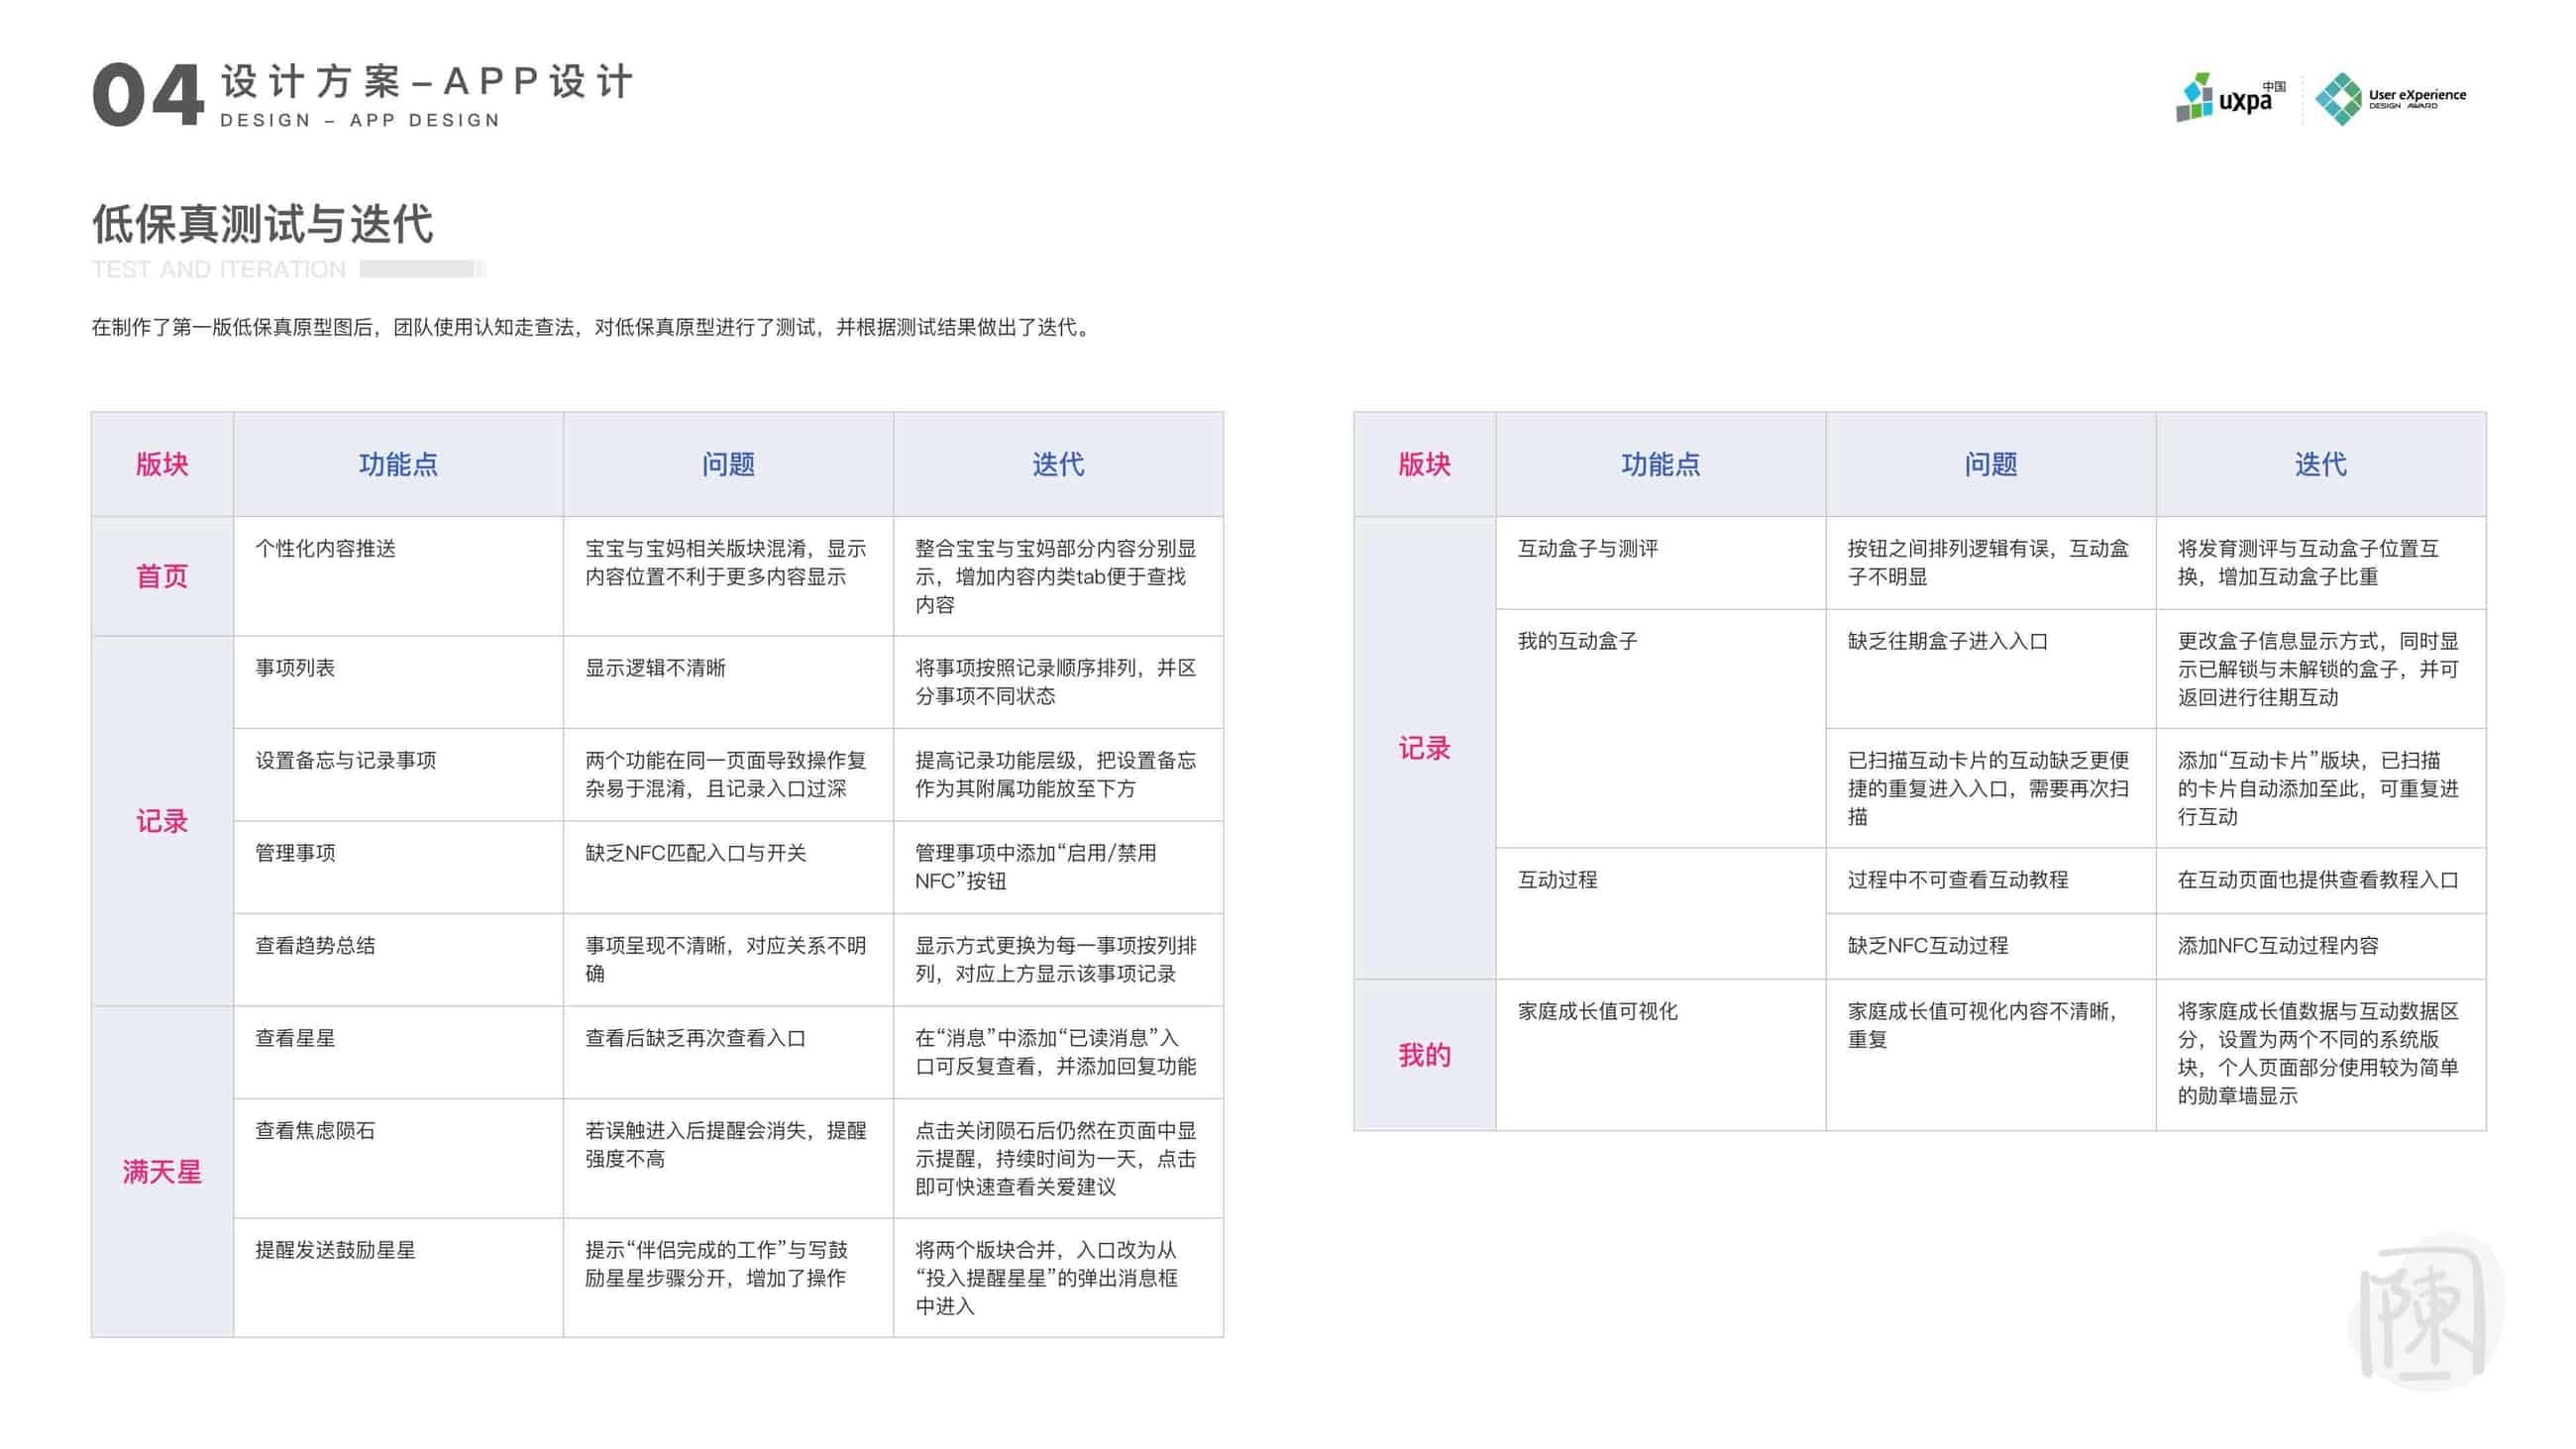 04 设计方案–APP设计
DESIGN – APP DESIGN
uxpa 中国
User eXperience
DESIGN AWARD
低保真测试与迭代
TEST AND ITERATION
在制作了第一版低保真原型图后，团队使用认知走查法，对低保真原型进行了测试，并根据测试结果做出了迭代。
版块
功能点
问题
迭代
首页
个性化内容推送
宝宝与宝妈相关版块混淆，显示
内容位置不利于更多内容显示
整合宝宝与宝妈部分内容分别显
示，增加内容内类tab便于查找
内容
记录
事项列表
显示逻辑不清晰
将事项按照记录顺序排列，并区
分事项不同状态
设置备忘与记录事项
两个功能在同一页面导致操作复
杂易于混淆，且记录入口过深
提高记录功能层级，把设置备忘
作为其附属功能放至下方
管理事项
缺乏NFC匹配入口与开关
管理事项中添加“启用/禁用
NFC”按钮
查看趋势总结
事项呈现不清晰，对应关系不明
确
显示方式更换为每一事项按列排
列，对应上方显示该事项记录
满天星
查看星星
查看后缺乏再次查看入口
在“消息”中添加“已读消息”入
口可反复查看，并添加回复功能
查看焦虑陨石
若误触进入后提醒会消失，提醒
强度不高
点击关闭陨石后仍然在页面中显
示提醒，持续时间为一天，点击
即可快速查看关爱建议
提醒发送鼓励星星
提示“伴侣完成的工作”与写鼓
励星星步骤分开，增加了操作
将两个版块合并，入口改为从
“投入提醒星星”的弹出消息框
中进入
版块
功能点
问题
迭代
记录
互动盒子与测评
按钮之间排列逻辑有误，互动盒
子不明显
将发育测评与互动盒子位置互
换，增加互动盒子比重
我的互动盒子
缺乏往期盒子进入入口
更改盒子信息显示方式，同时显
示已解锁与未解锁的盒子，并可
返回进行往期互动
已扫描互动卡片的互动缺乏更便
捷的重复进入入口，需要再次扫
描
添加“互动卡片”版块，已扫描
的卡片自动添加至此，可重复进
行互动
互动过程
过程中不可查看互动教程
在互动页面也提供查看教程入口
缺乏NFC互动过程
添加NFC互动过程内容
我的
家庭成长值可视化
家庭成长值可视化内容不清晰，
重复
将家庭成长值数据与互动数据区
分，设置为两个不同的系统版
块，个人页面部分使用较为简单
的勋章墙显示
陳